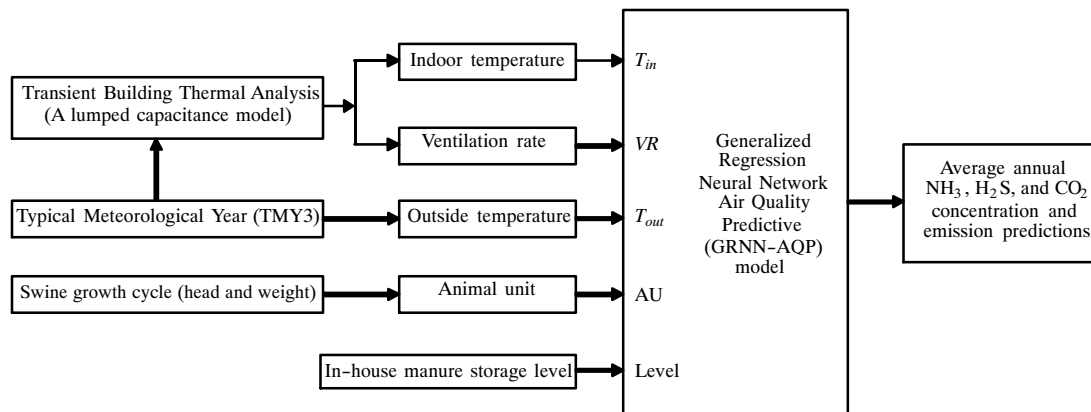 Transient Building Thermal Analysis
(A lumped capacitance model)
Indoor temperature
Ventilation rate
Typical Meteorological Year (TMY3)
Outside temperature
Swine growth cycle (head and weight)
Animal unit
In-house manure storage level
T_in
VR
T_out
AU
Level
Generalized
Regression
Neural Network
Air Quality
Predictive
(GRNN-AQP)
model
Average annual
NH3, H2S, and CO2
concentration and
emission predictions